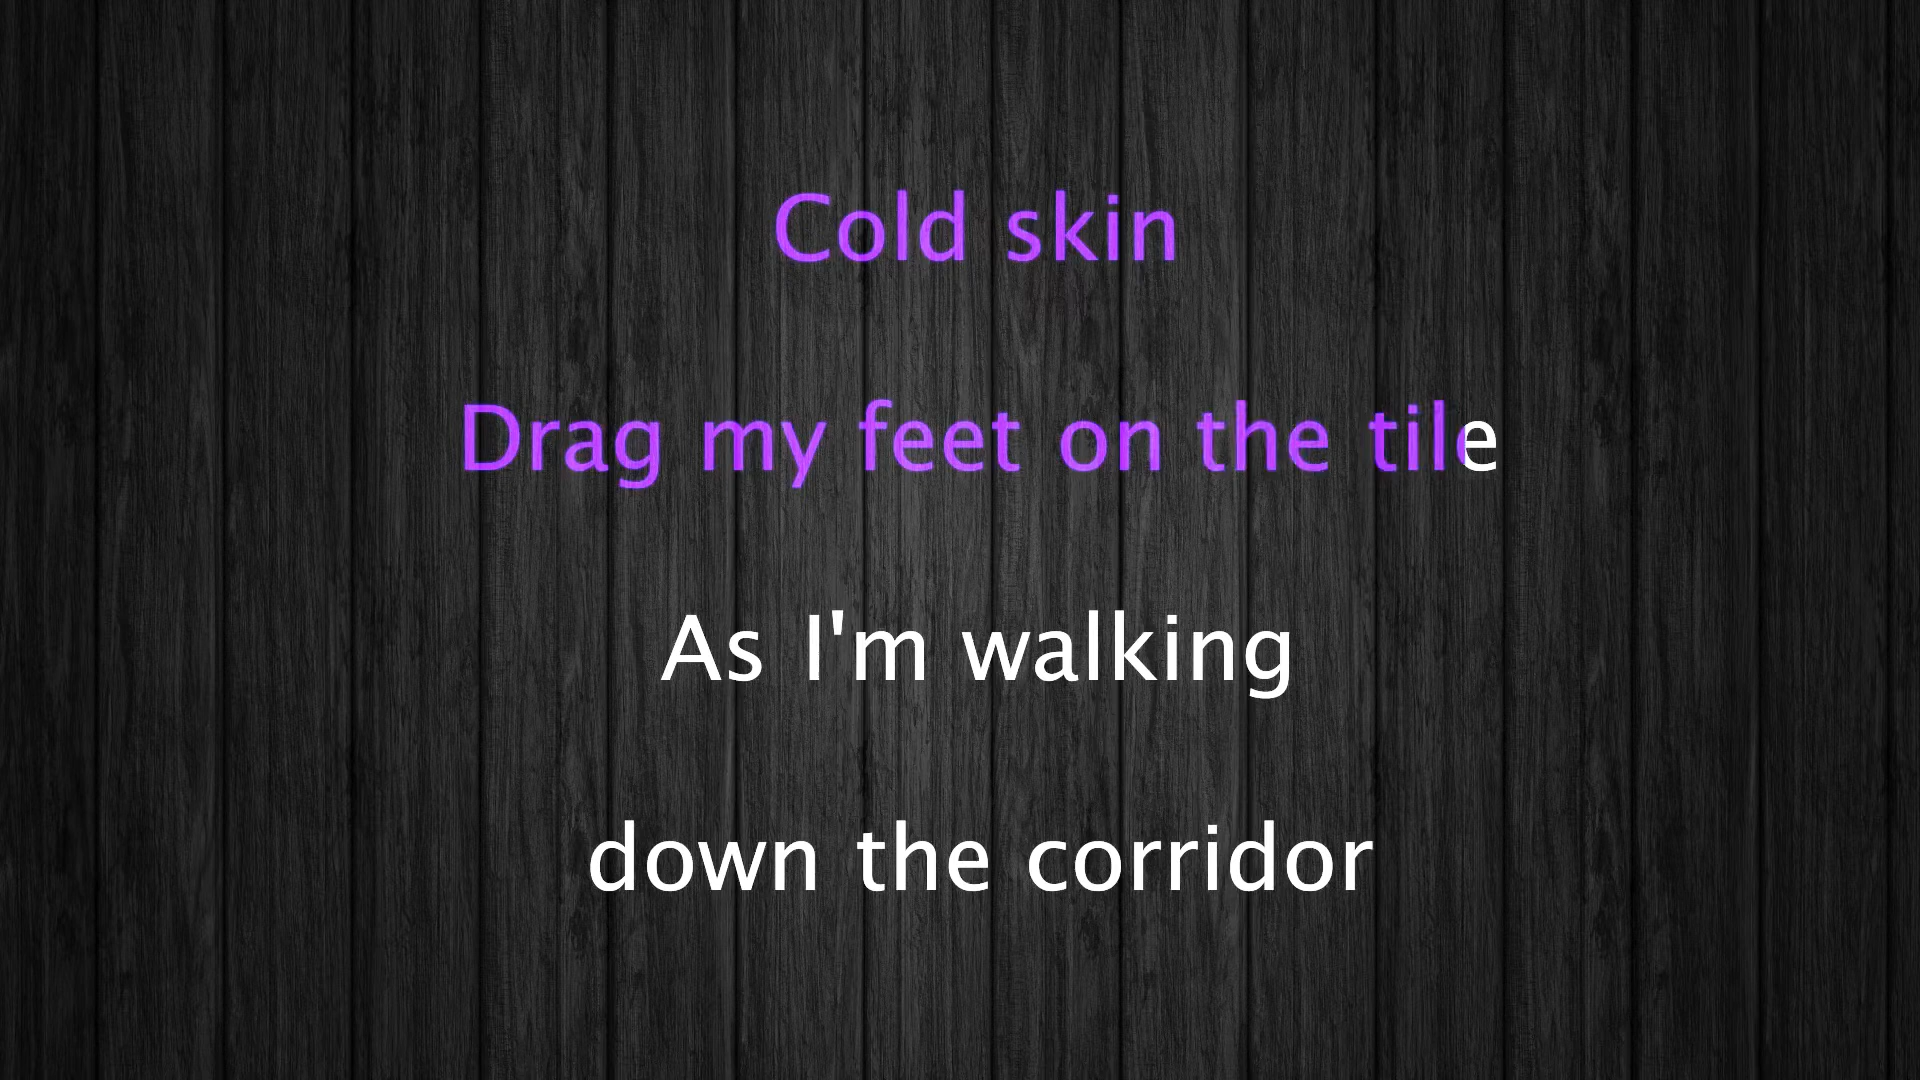 Cold skin
Drag my feet on the tile
As I'm walking
down the corridor